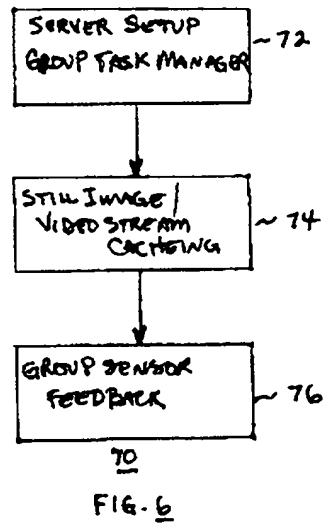 SERVER SETUP
GROUP TASK MANAGER
~72
STILL IMAGE/
VIDEO STREAM
CACHEING
~74
GROUP SENSOR
FEEDBACK
~76
70
FIG. 6